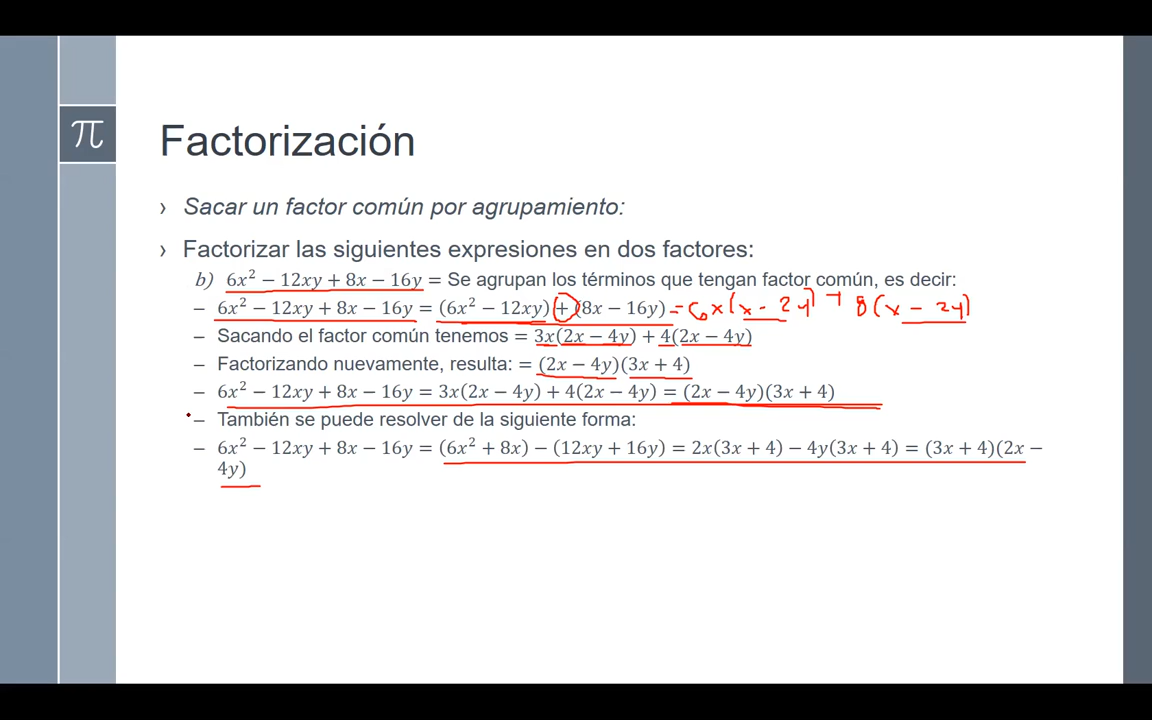 π
Factorización
› Sacar un factor común por agrupamiento:
› Factorizar las siguientes expresiones en dos factores:
b) 6x² − 12xy + 8x − 16y = Se agrupan los términos que tengan factor común, es decir:
– 6x² − 12xy + 8x − 16y = (6x² − 12xy) + (8x − 16y) = 6x(x − 2y) + 8(x − 2y)
– Sacando el factor común tenemos = 3x(2x − 4y) + 4(2x − 4y)
– Factorizando nuevamente, resulta: = (2x − 4y)(3x + 4)
– 6x² − 12xy + 8x − 16y = 3x(2x − 4y) + 4(2x − 4y) = (2x − 4y)(3x + 4)
– También se puede resolver de la siguiente forma:
– 6x² − 12xy + 8x − 16y = (6x² + 8x) − (12xy + 16y) = 2x(3x + 4) − 4y(3x + 4) = (3x + 4)(2x −
4y)